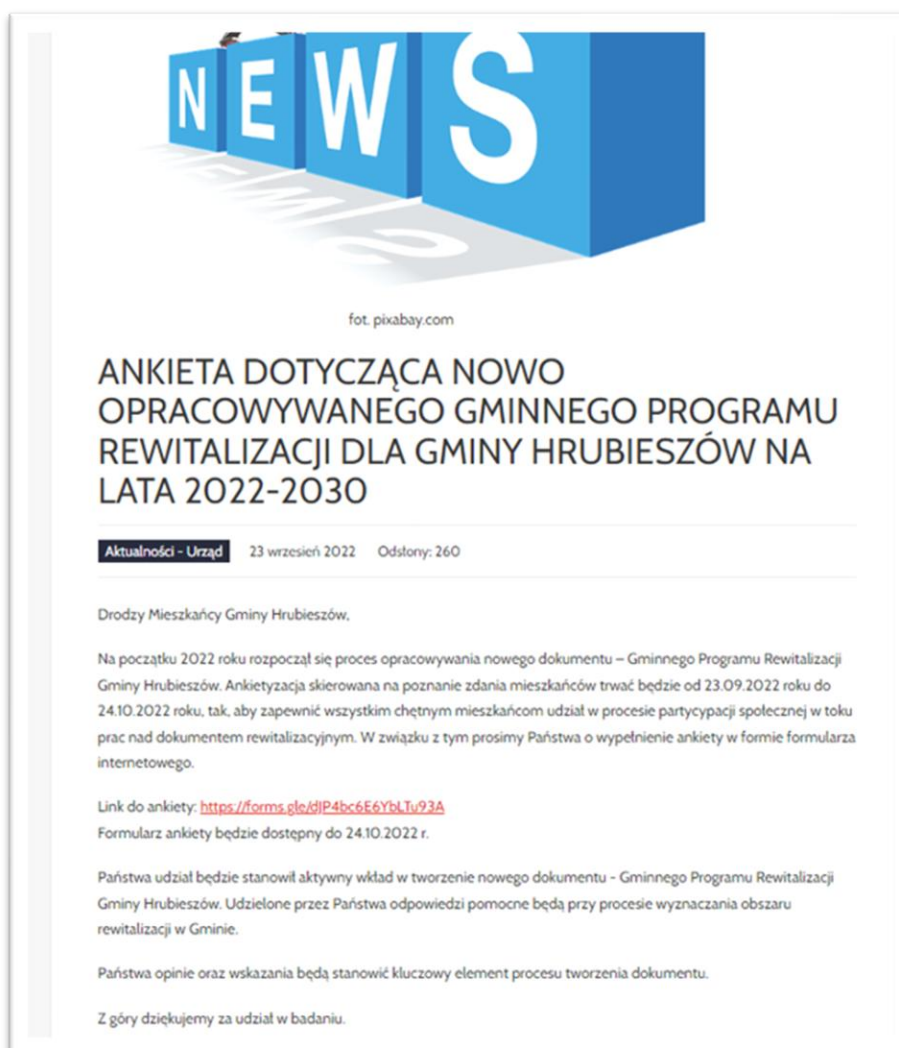 NEWS
fot. pixabay.com
ANKIETA DOTYCZĄCA NOWO
OPRACOWYWANEGO GMINNEGO PROGRAMU
REWITALIZACJI DLA GMINY HRUBIESZÓW NA
LATA 2022-2030
Aktualności - Urząd 23 wrzesień 2022 Odsłony: 260
Drodzy Mieszkańcy Gminy Hrubieszów,
Na początku 2022 roku rozpoczął się proces opracowywania nowego dokumentu – Gminnego Programu Rewitalizacji
Gminy Hrubieszów. Ankietyzacja skierowana na poznanie zdania mieszkańców trwać będzie od 23.09.2022 roku do
24.10.2022 roku, tak, aby zapewnić wszystkim chętnym mieszkańcom udział w procesie partycypacji społecznej w toku
prac nad dokumentem rewitalizacyjnym. W związku z tym prosimy Państwa o wypełnienie ankiety w formie formularza
internetowego.
Link do ankiety: https://forms.gle/dJP4bc6E6YbLTu93A
Formularz ankiety będzie dostępny do 24.10.2022 r.
Państwa udział będzie stanowił aktywny wkład w tworzenie nowego dokumentu - Gminnego Programu Rewitalizacji
Gminy Hrubieszów. Udzielone przez Państwa odpowiedzi pomocne będą przy procesie wyznaczania obszaru
rewitalizacji w Gminie.
Państwa opinie oraz wskazania będą stanowić kluczowy element procesu tworzenia dokumentu.
Z góry dziękujemy za udział w badaniu.